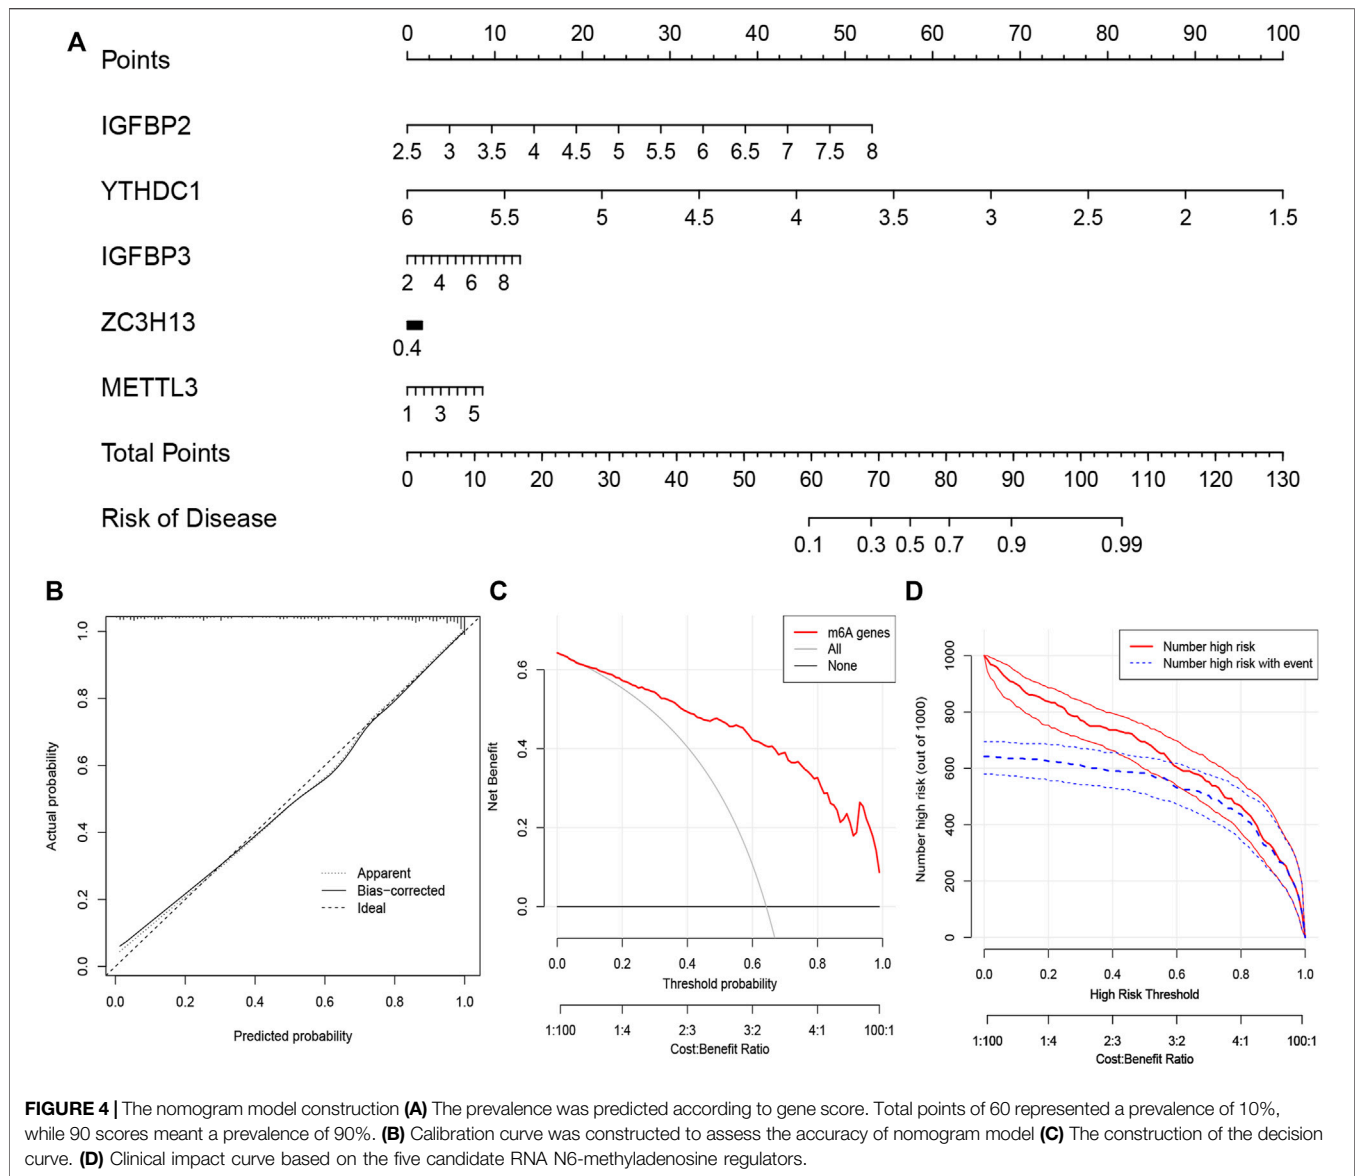 A
Points
0 10 20 30 40 50 60 70 80 90 100
IGFBP2
2.5 3 3.5 4 4.5 5 5.5 6 6.5 7 7.5 8
YTHDC1
6 5.5 5 4.5 4 3.5 3 2.5 2 1.5
IGFBP3
2 4 6 8
ZC3H13
0.4
METTL3
1 3 5
Total Points
0 10 20 30 40 50 60 70 80 90 100 110 120 130
Risk of Disease
0.1 0.3 0.5 0.7 0.9 0.99
B
Actual probability
1.0
0.8
0.6
0.4
0.2
0.0
Apparent
Bias-corrected
Ideal
0.0 0.2 0.4 0.6 0.8 1.0
Predicted probability
C
Net Benefit
0.6
0.4
0.2
0.0
m6A genes
All
None
0.0 0.2 0.4 0.6 0.8 1.0
Threshold probability
1:100 1:4 2:3 3:2 4:1 100:1
Cost:Benefit Ratio
D
Number high risk (out of 1000)
1000
800
600
400
200
0
Number high risk
Number high risk with event
0.0 0.2 0.4 0.6 0.8 1.0
High Risk Threshold
1:100 1:4 2:3 3:2 4:1 100:1
Cost:Benefit Ratio
FIGURE 4 | The nomogram model construction (A) The prevalence was predicted according to gene score. Total points of 60 represented a prevalence of 10%,
while 90 scores meant a prevalence of 90%. (B) Calibration curve was constructed to assess the accuracy of nomogram model (C) The construction of the decision
curve. (D) Clinical impact curve based on the five candidate RNA N6-methyladenosine regulators.